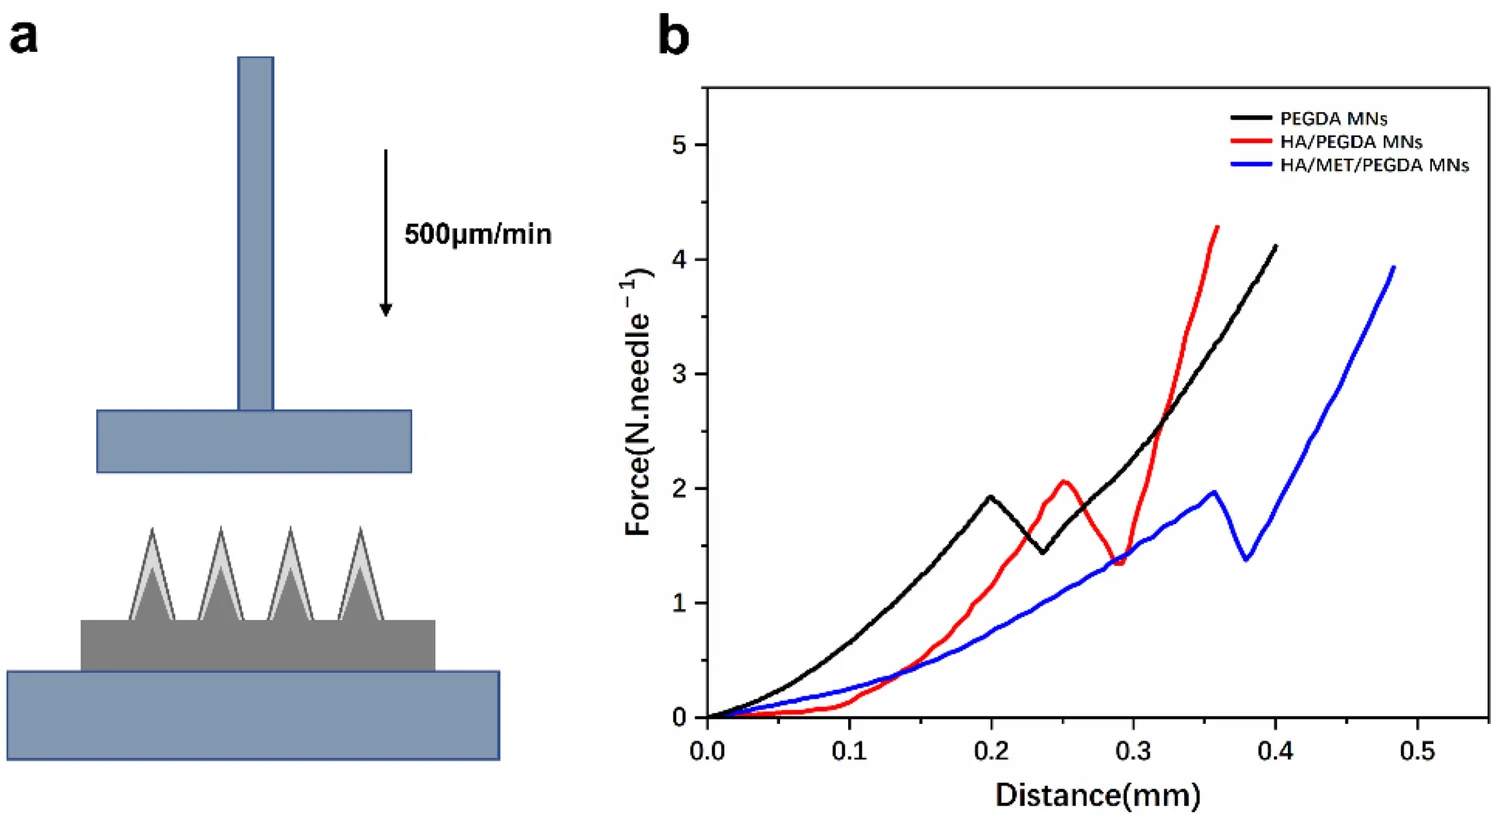 a
500μm/min
b
PEGDA MNs
HA/PEGDA MNs
HA/MET/PEGDA MNs
5
4
3
2
1
0
Force(N.needle⁻¹)
0.0 0.1 0.2 0.3 0.4 0.5
Distance(mm)